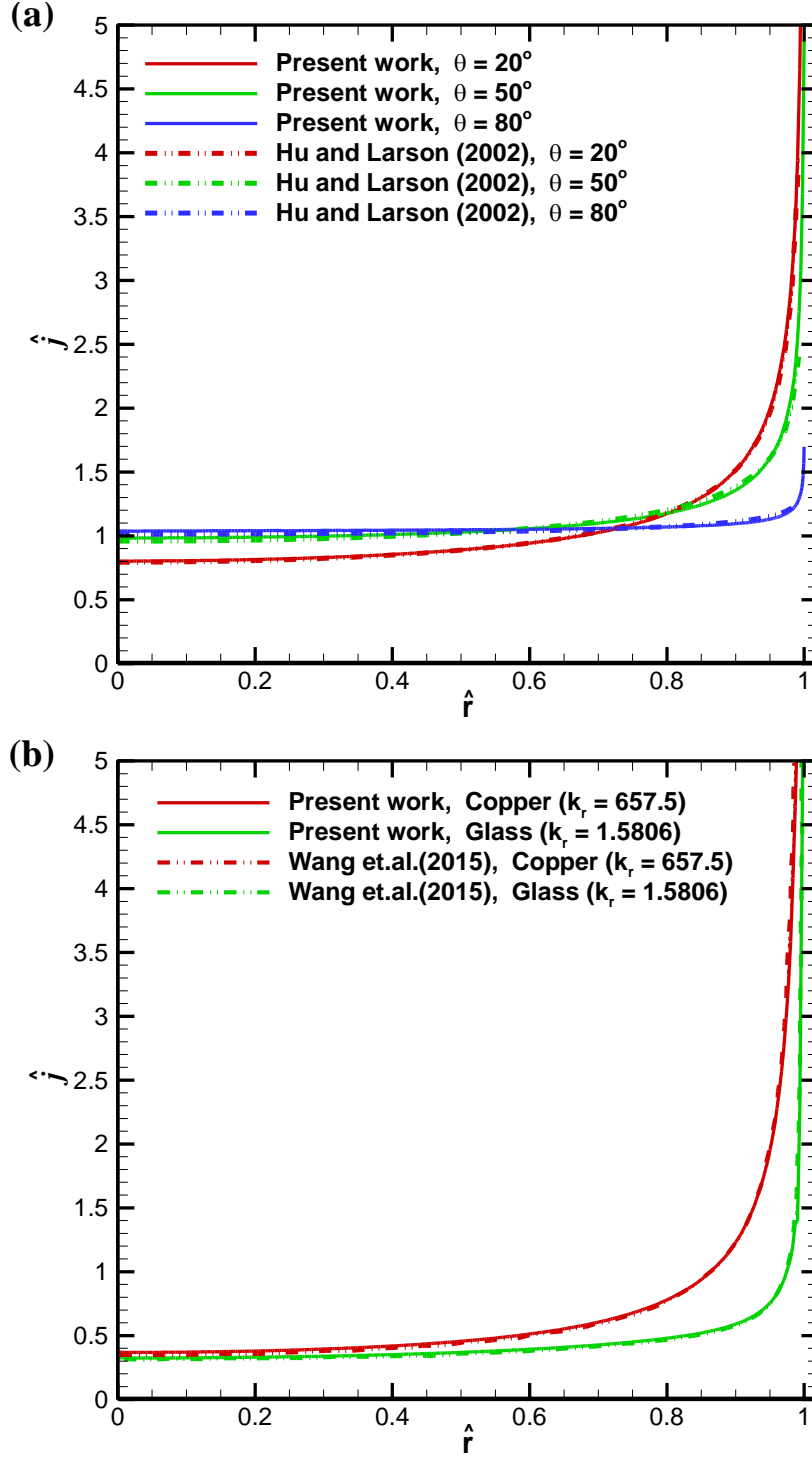 (a)
5
4.5
4
3.5
3
2.5
2
1.5
1
0.5
0
ĵ
Present work, θ = 20°
Present work, θ = 50°
Present work, θ = 80°
Hu and Larson (2002), θ = 20°
Hu and Larson (2002), θ = 50°
Hu and Larson (2002), θ = 80°
0 0.2 0.4 0.6 0.8 1
r̂
(b)
5
4.5
4
3.5
3
2.5
2
1.5
1
0.5
0
ĵ
Present work, Copper (kᵣ = 657.5)
Present work, Glass (kᵣ = 1.5806)
Wang et.al.(2015), Copper (kᵣ = 657.5)
Wang et.al.(2015), Glass (kᵣ = 1.5806)
0 0.2 0.4 0.6 0.8 1
r̂